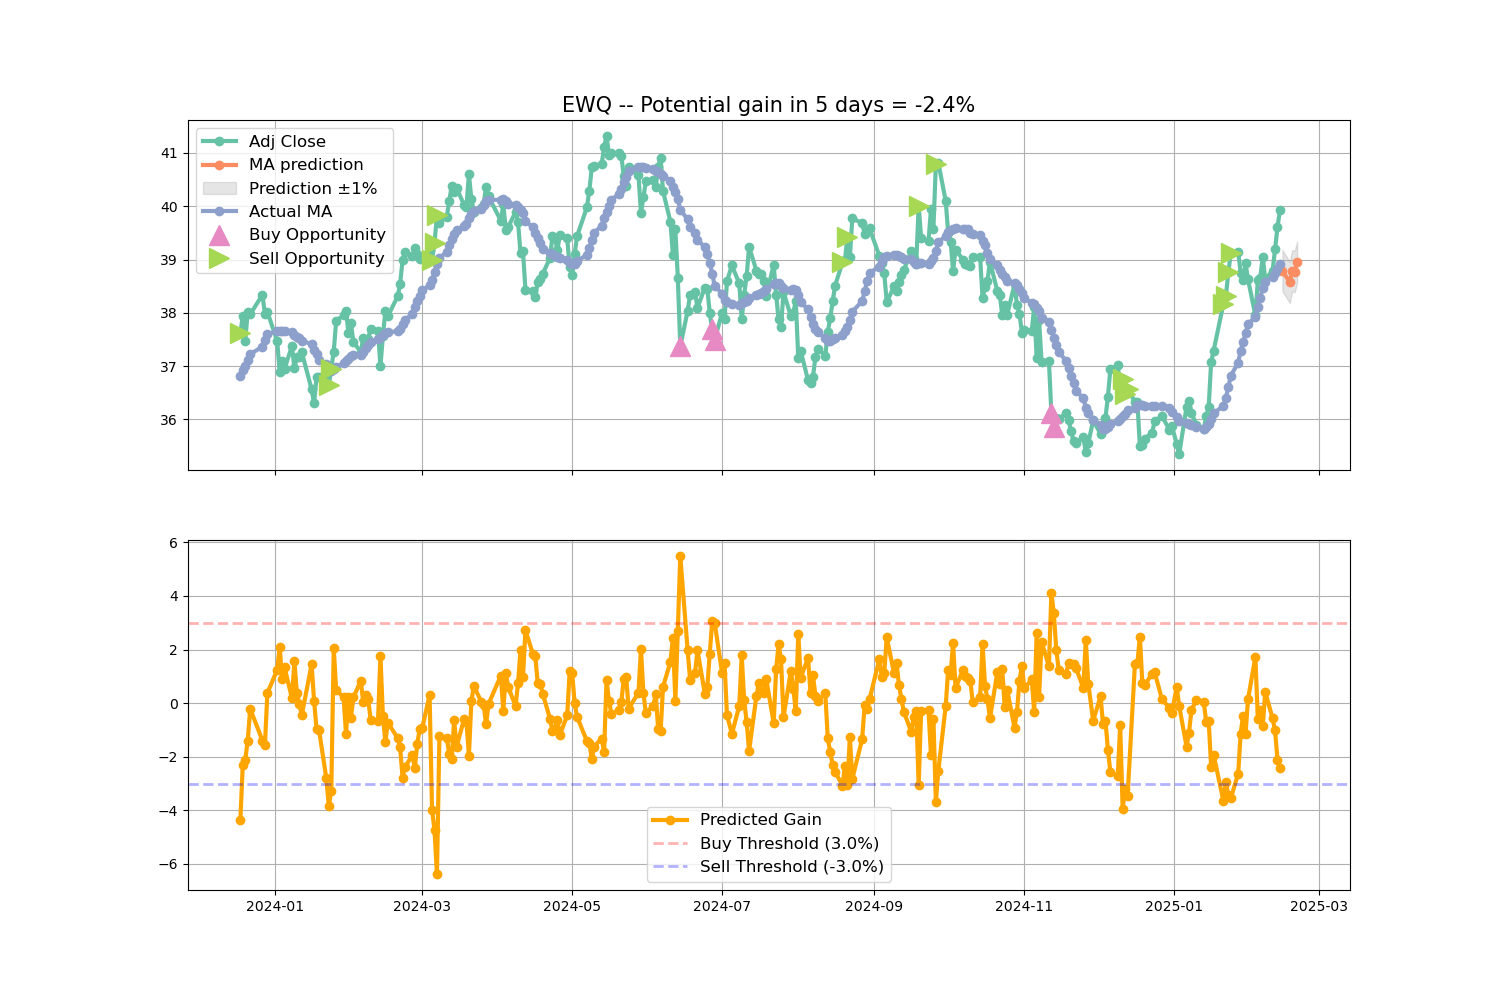 EWQ -- Potential gain in 5 days = -2.4%
Adj Close
MA prediction
Prediction ±1%
Actual MA
Buy Opportunity
Sell Opportunity
41
40
39
38
37
36
6
4
2
0
−2
−4
−6
Predicted Gain
Buy Threshold (3.0%)
Sell Threshold (-3.0%)
2024-01 2024-03 2024-05 2024-07 2024-09 2024-11 2025-01 2025-03